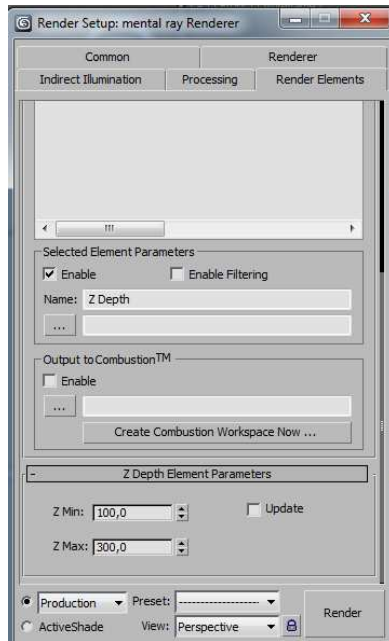 Render Setup: mental ray Renderer
Common Renderer
Indirect Illumination Processing Render Elements
Selected Element Parameters
Enable Enable Filtering
Name: Z Depth
...
Output to Combustion™
Enable
...
Create Combustion Workspace Now ...
- Z Depth Element Parameters
Z Min: 100,0 Update
Z Max: 300,0
Production Preset: --------------------
ActiveShade View: Perspective Render